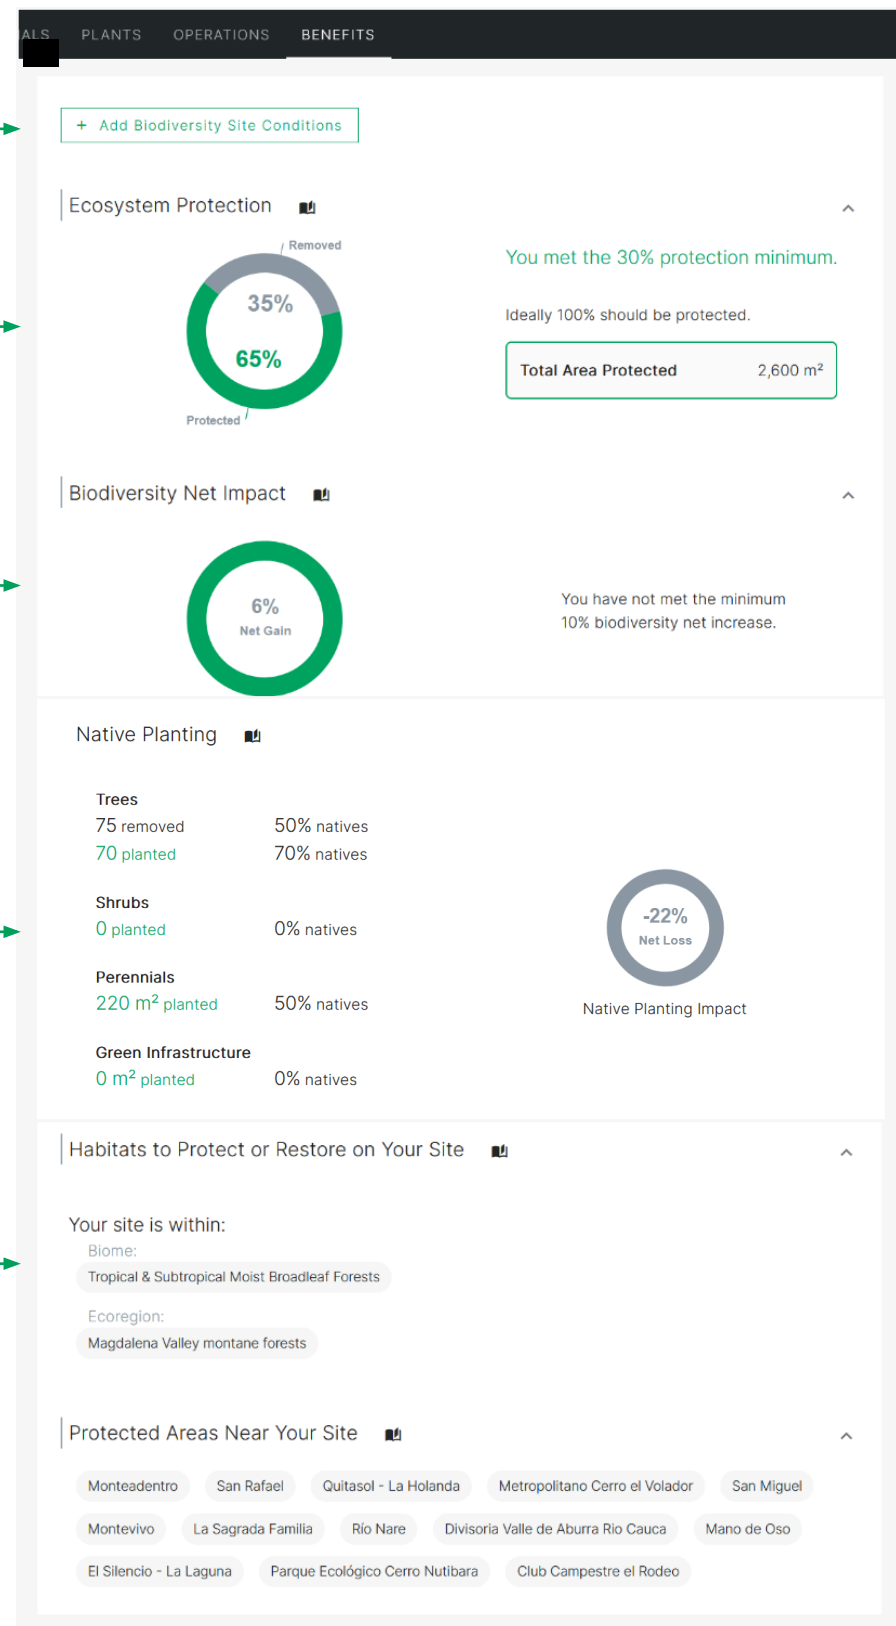 IALS PLANTS OPERATIONS BENEFITS
+ Add Biodiversity Site Conditions
Ecosystem Protection
Removed
35%
65%
Protected
You met the 30% protection minimum.
Ideally 100% should be protected.
Total Area Protected 2,600 m²
Biodiversity Net Impact
6%
Net Gain
You have not met the minimum
10% biodiversity net increase.
Native Planting
Trees
75 removed 50% natives
70 planted 70% natives
Shrubs
0 planted 0% natives
Perennials
220 m² planted 50% natives
Green Infrastructure
0 m² planted 0% natives
-22%
Net Loss
Native Planting Impact
Habitats to Protect or Restore on Your Site
Your site is within:
Biome:
Tropical & Subtropical Moist Broadleaf Forests
Ecoregion:
Magdalena Valley montane forests
Protected Areas Near Your Site
Monteadentro San Rafael Quitasol - La Holanda Metropolitano Cerro el Volador San Miguel
Montevivo La Sagrada Familia Río Nare Divisoria Valle de Aburra Rio Cauca Mano de Oso
El Silencio - La Laguna Parque Ecológico Cerro Nutibara Club Campestre el Rodeo